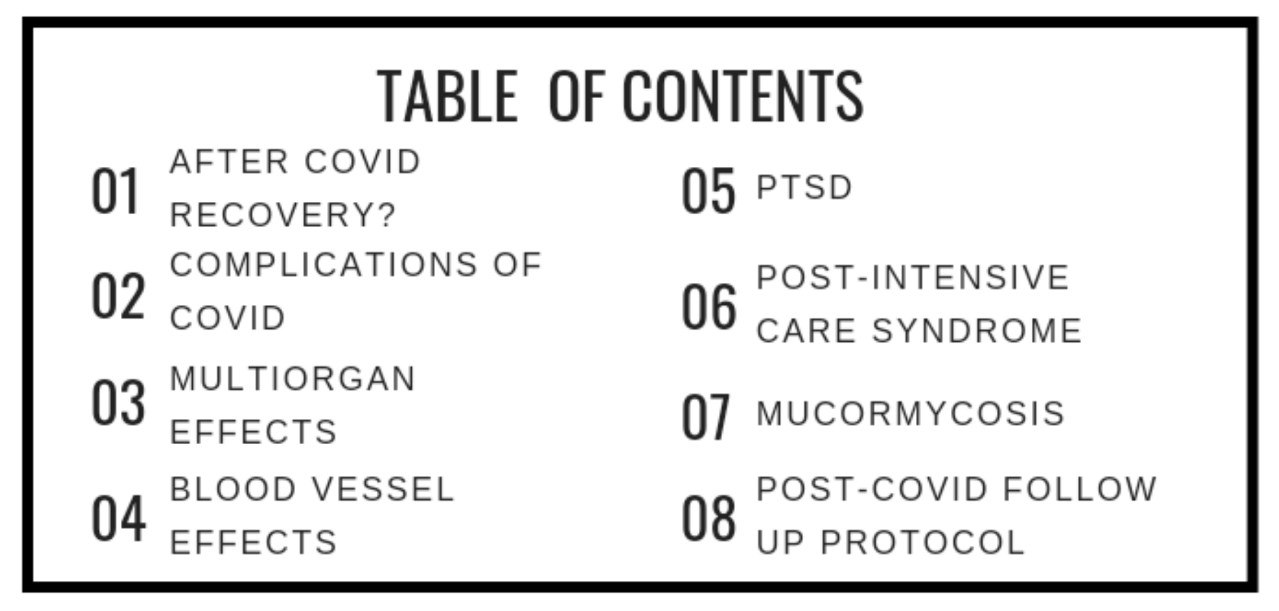 TABLE OF CONTENTS
01 AFTER COVID
RECOVERY?
02 COMPLICATIONS OF
COVID
03 MULTIORGAN
EFFECTS
04 BLOOD VESSEL
EFFECTS
05 PTSD
06 POST-INTENSIVE
CARE SYNDROME
07 MUCORMYCOSIS
08 POST-COVID FOLLOW
UP PROTOCOL